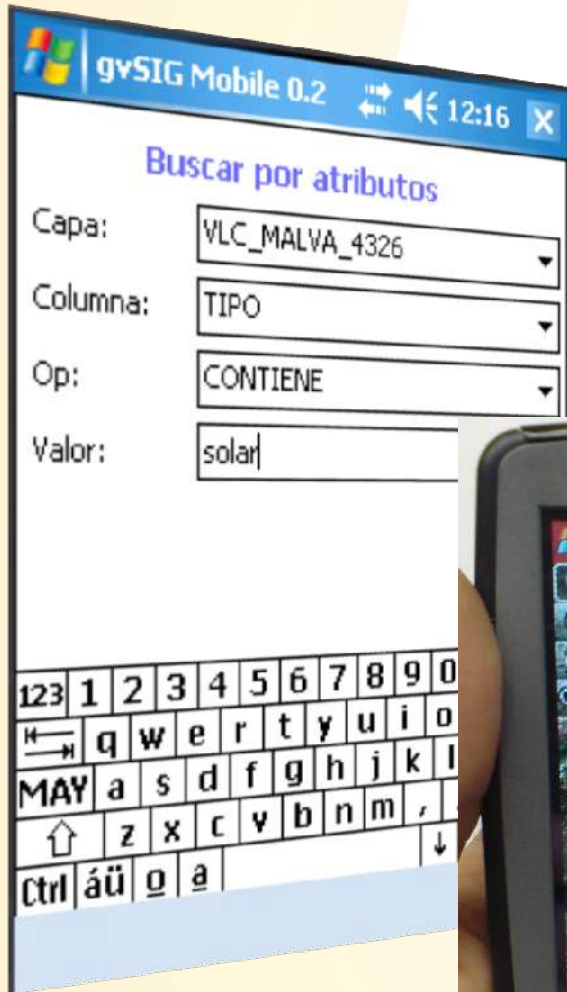 gvSIG Mobile 0.2 12:16 X
Buscar por atributos
Capa: VLC_MALVA_4326
Columna: TIPO
Op: CONTIENE
Valor: solar
123 1 2 3 4 5 6 7 8 9 0
q w e r t y u i o
MAY a s d f g h j k l
z x c v b n m ,
Ctrl áü º ª